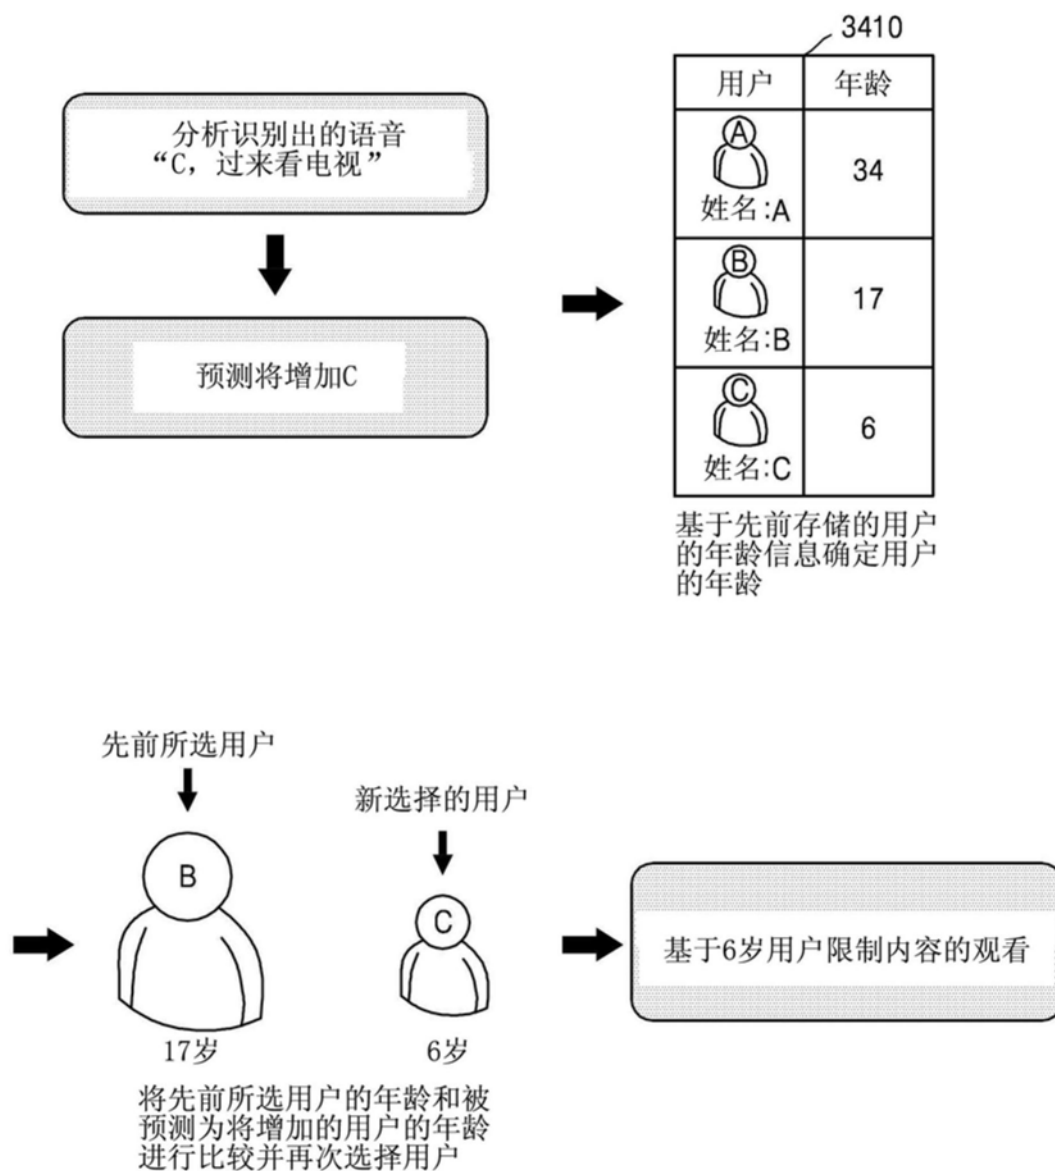 3410
分析识别出的语音
“C，过来看电视”
预测将增加C
用户 年龄
A
姓名:A 34
B
姓名:B 17
C
姓名:C 6
基于先前存储的用户
的年龄信息确定用户
的年龄
先前所选用户
新选择的用户
B
C
17岁
6岁
基于6岁用户限制内容的观看
将先前所选用户的年龄和被
预测为将增加的用户的年龄
进行比较并再次选择用户